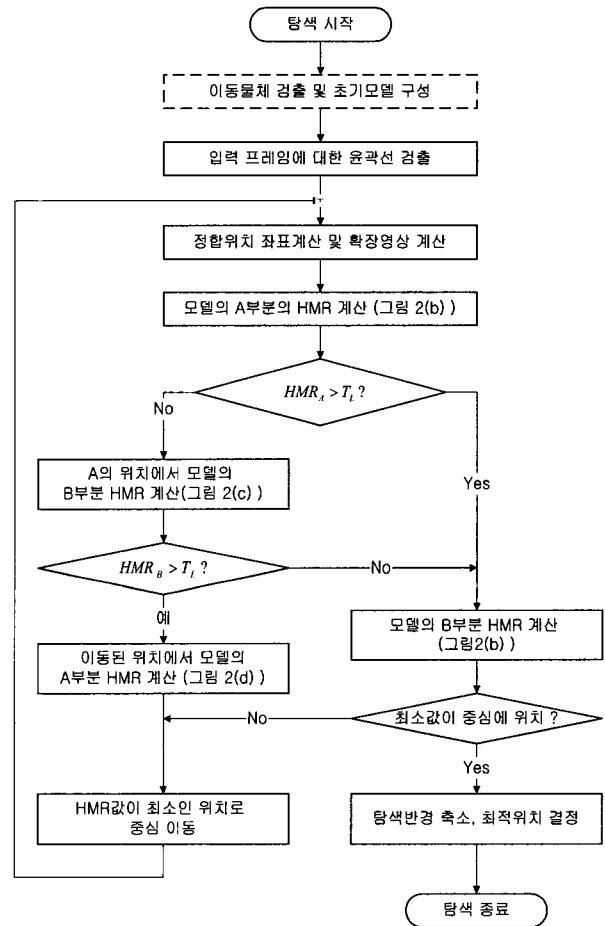 탐색 시작
이동물체 검출 및 초기모델 구성
입력 프레임에 대한 윤곽선 검출
정합위치 좌표계산 및 확장영상 계산
모델의 A부분의 HMR 계산 (그림 2(b) )
HMR_A > T_L ?
No
Yes
A의 위치에서 모델의
B부분 HMR 계산(그림 2(c) )
HMR_B > T_L ?
No
예
모델의 B부분 HMR 계산
(그림2(b) )
이동된 위치에서 모델의
A부분 HMR 계산 (그림 2(d) )
No
최소값이 중심에 위치 ?
Yes
HMR값이 최소인 위치로
중심 이동
탐색반경 축소, 최적위치 결정
탐색 종료